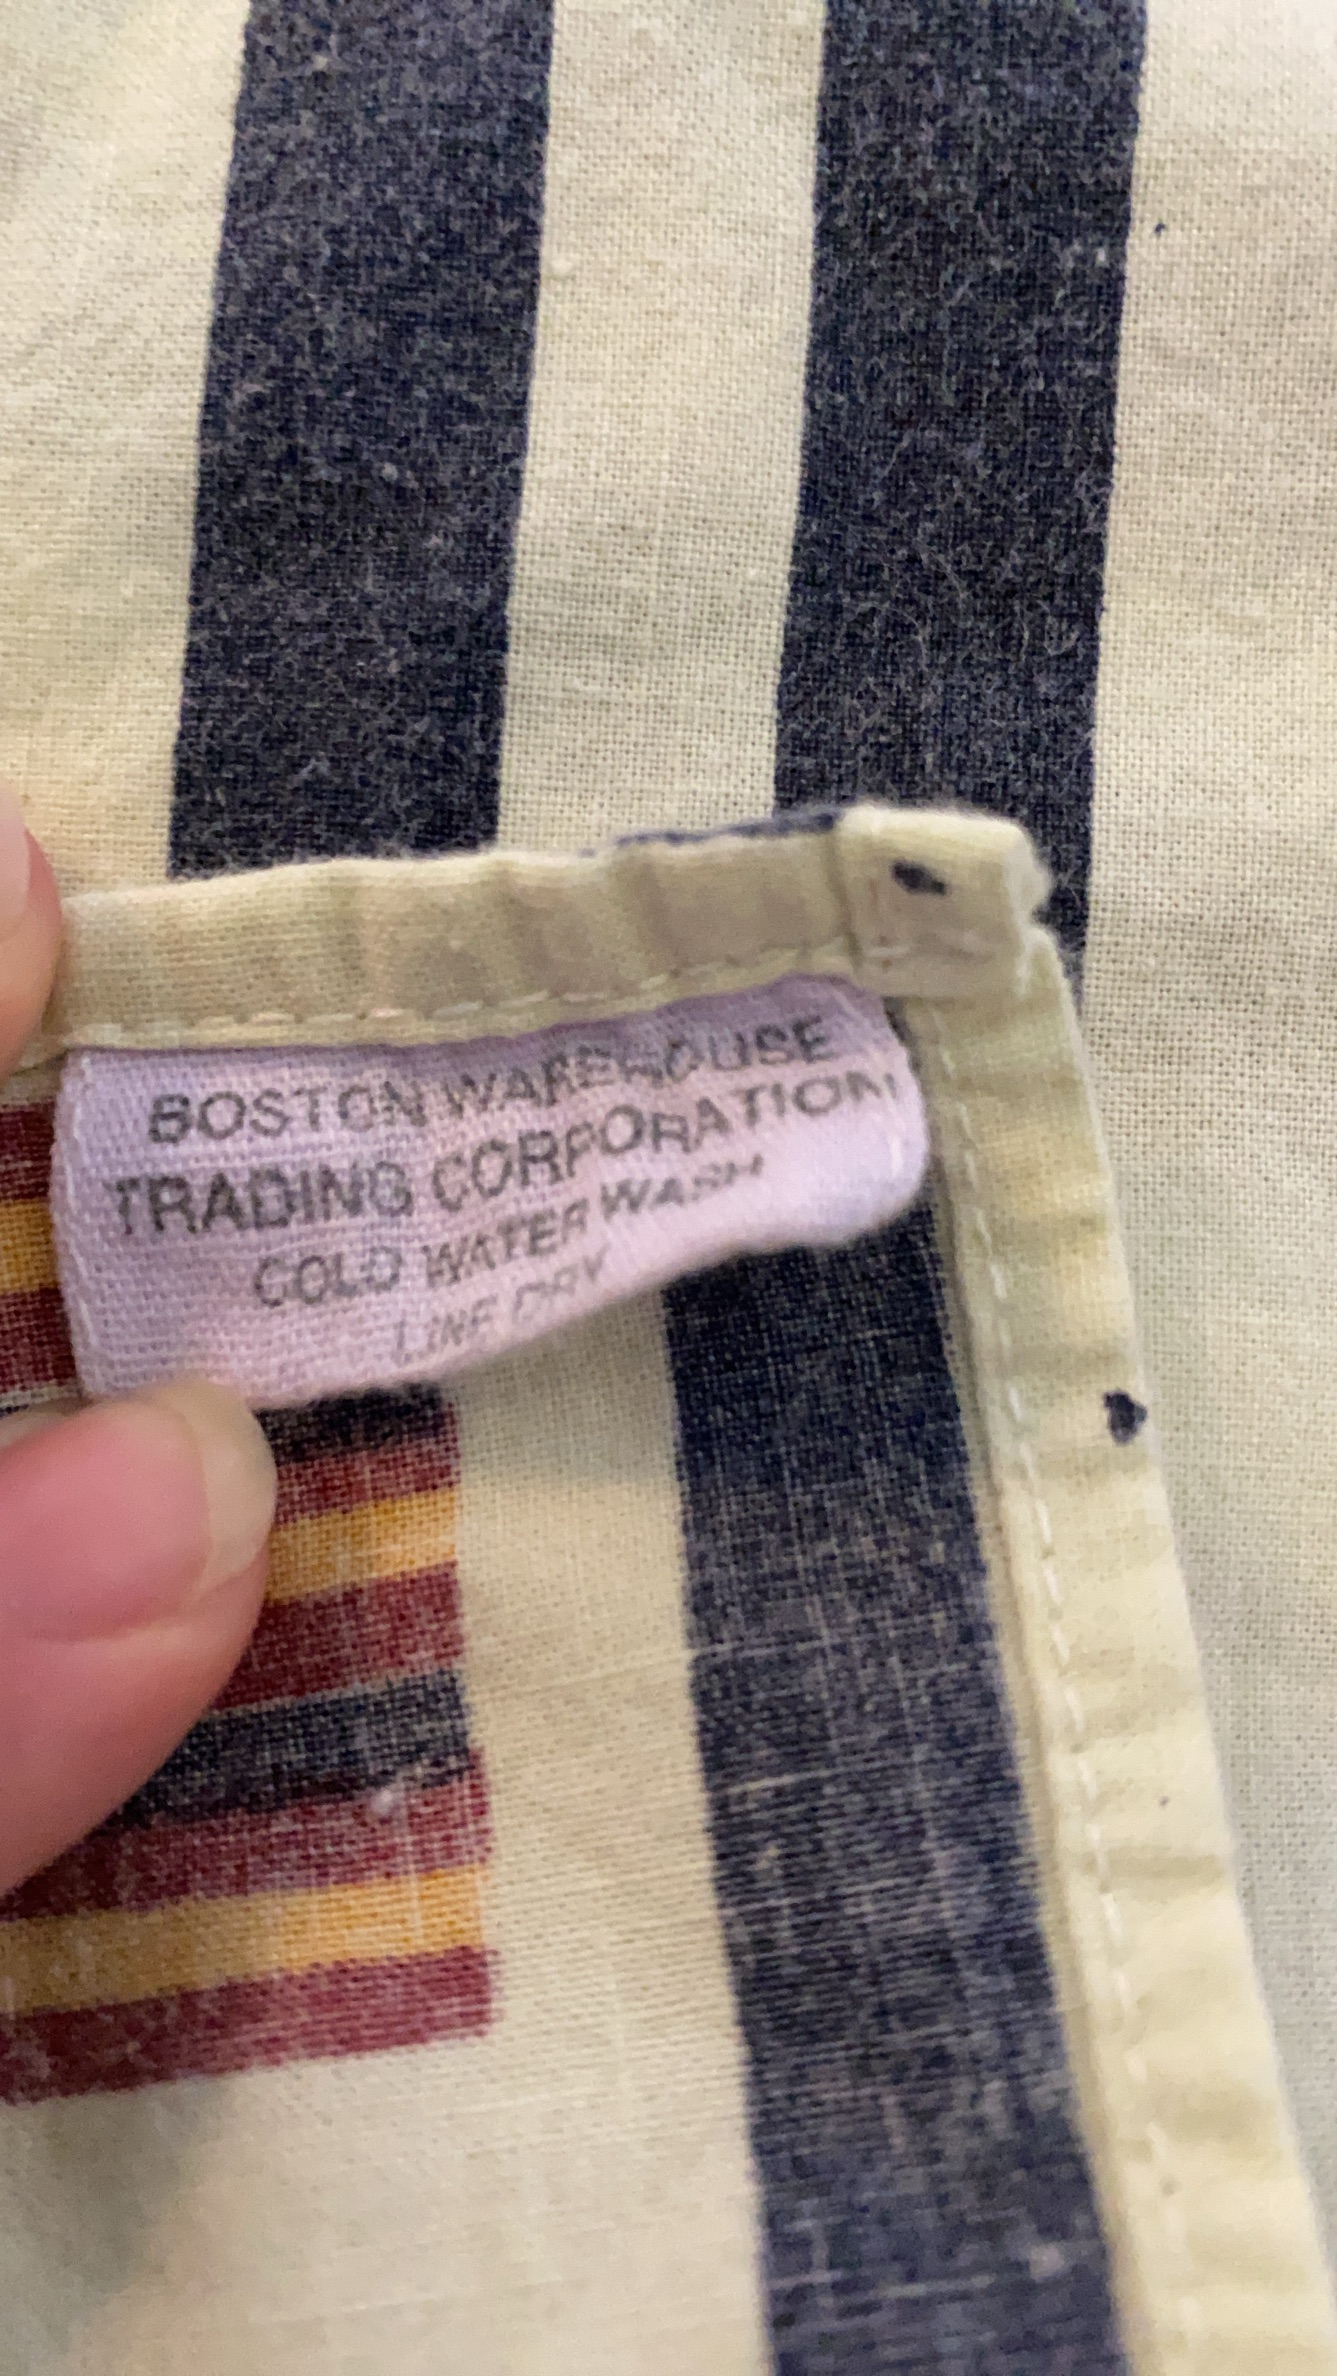 BOSTON WAREHOUSE
TRADING CORPORATION
COLD WATER WASH
LINE DRY